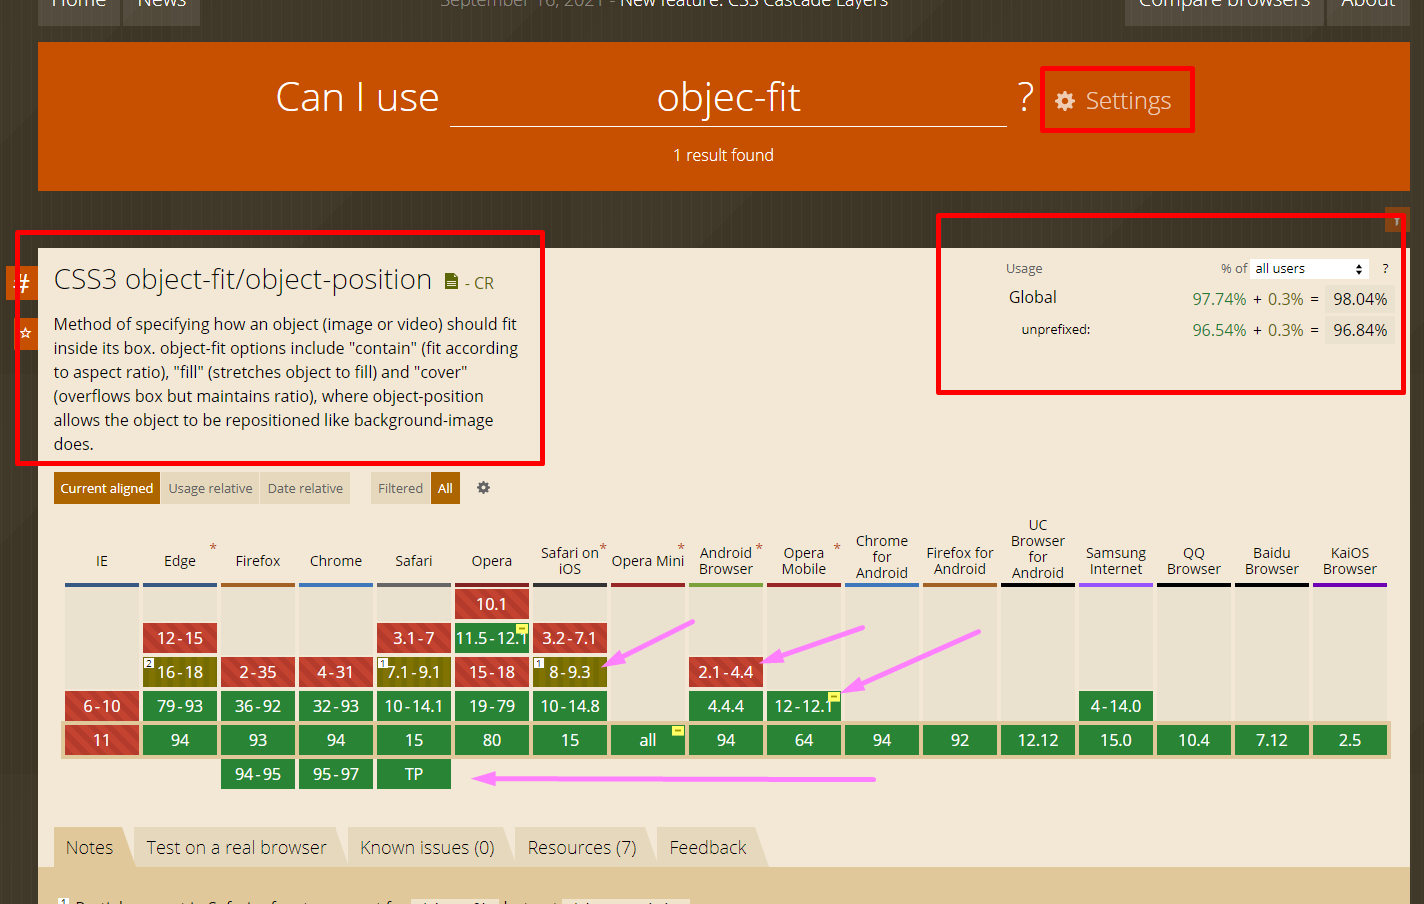 Home News September 16, 2021 - New feature: CSS Cascade Layers Compare browsers About
Can I use objec-fit ? Settings
1 result found
# CSS3 object-fit/object-position - CR
Method of specifying how an object (image or video) should fit
inside its box. object-fit options include "contain" (fit according
to aspect ratio), "fill" (stretches object to fill) and "cover"
(overflows box but maintains ratio), where object-position
allows the object to be repositioned like background-image
does.
Usage % of all users ?
Global 97.74% + 0.3% = 98.04%
unprefixed: 96.54% + 0.3% = 96.84%
Current aligned Usage relative Date relative Filtered All
IE Edge * Firefox Chrome Safari Opera Safari on iOS * Opera Mini * Android Browser * Opera Mobile * Chrome for Android Firefox for Android UC Browser for Android Samsung Internet QQ Browser Baidu Browser KaiOS Browser
10.1
12-15 3.1-7 11.5-12.1 3.2-7.1
2 16-18 2-35 4-31 1 7.1-9.1 15-18 1 8-9.3 2.1-4.4
6-10 79-93 36-92 32-93 10-14.1 19-79 10-14.8 4.4.4 12-12.1 4-14.0
11 94 93 94 15 80 15 all 94 64 94 92 12.12 15.0 10.4 7.12 2.5
94-95 95-97 TP
Notes Test on a real browser Known issues (0) Resources (7) Feedback